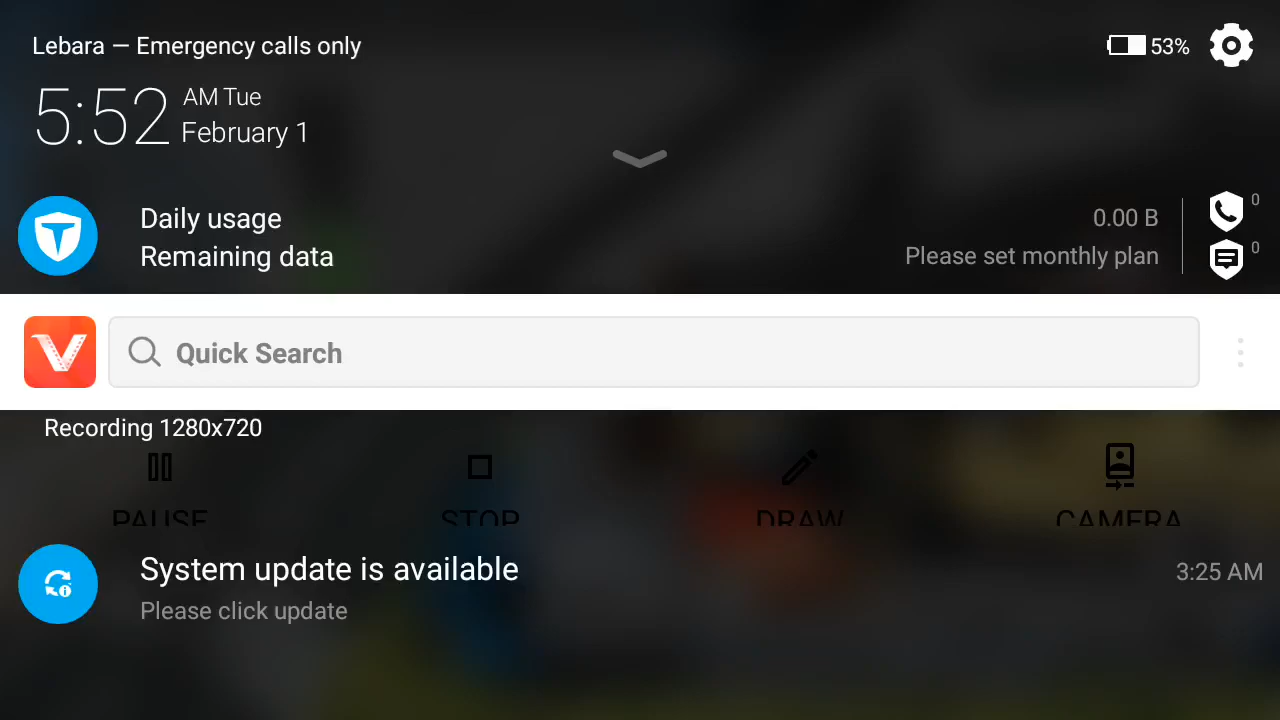 Lebara — Emergency calls only
53%
5:52 AM Tue
February 1
Daily usage 0.00 B 0
Remaining data Please set monthly plan 0
Quick Search
Recording 1280x720
PAUSE STOP DRAW CAMERA
System update is available 3:25 AM
Please click update